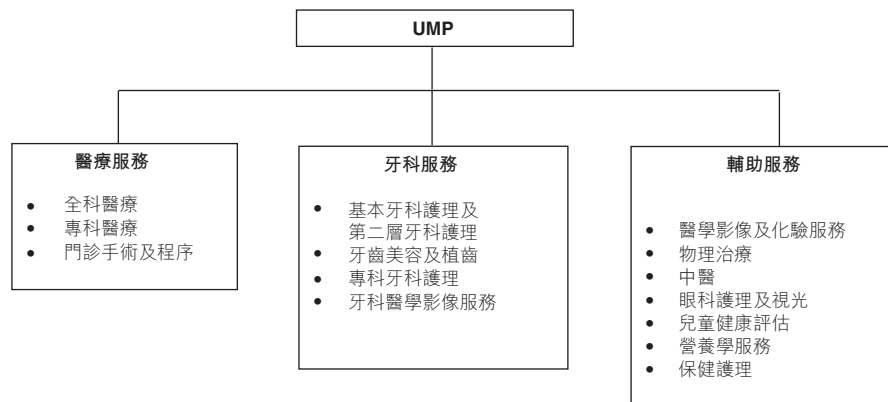 UMP
醫療服務
• 全科醫療
• 專科醫療
• 門診手術及程序
牙科服務
• 基本牙科護理及
第二層牙科護理
• 牙齒美容及植齒
• 專科牙科護理
• 牙科醫學影像服務
輔助服務
• 醫學影像及化驗服務
• 物理治療
• 中醫
• 眼科護理及視光
• 兒童健康評估
• 營養學服務
• 保健護理